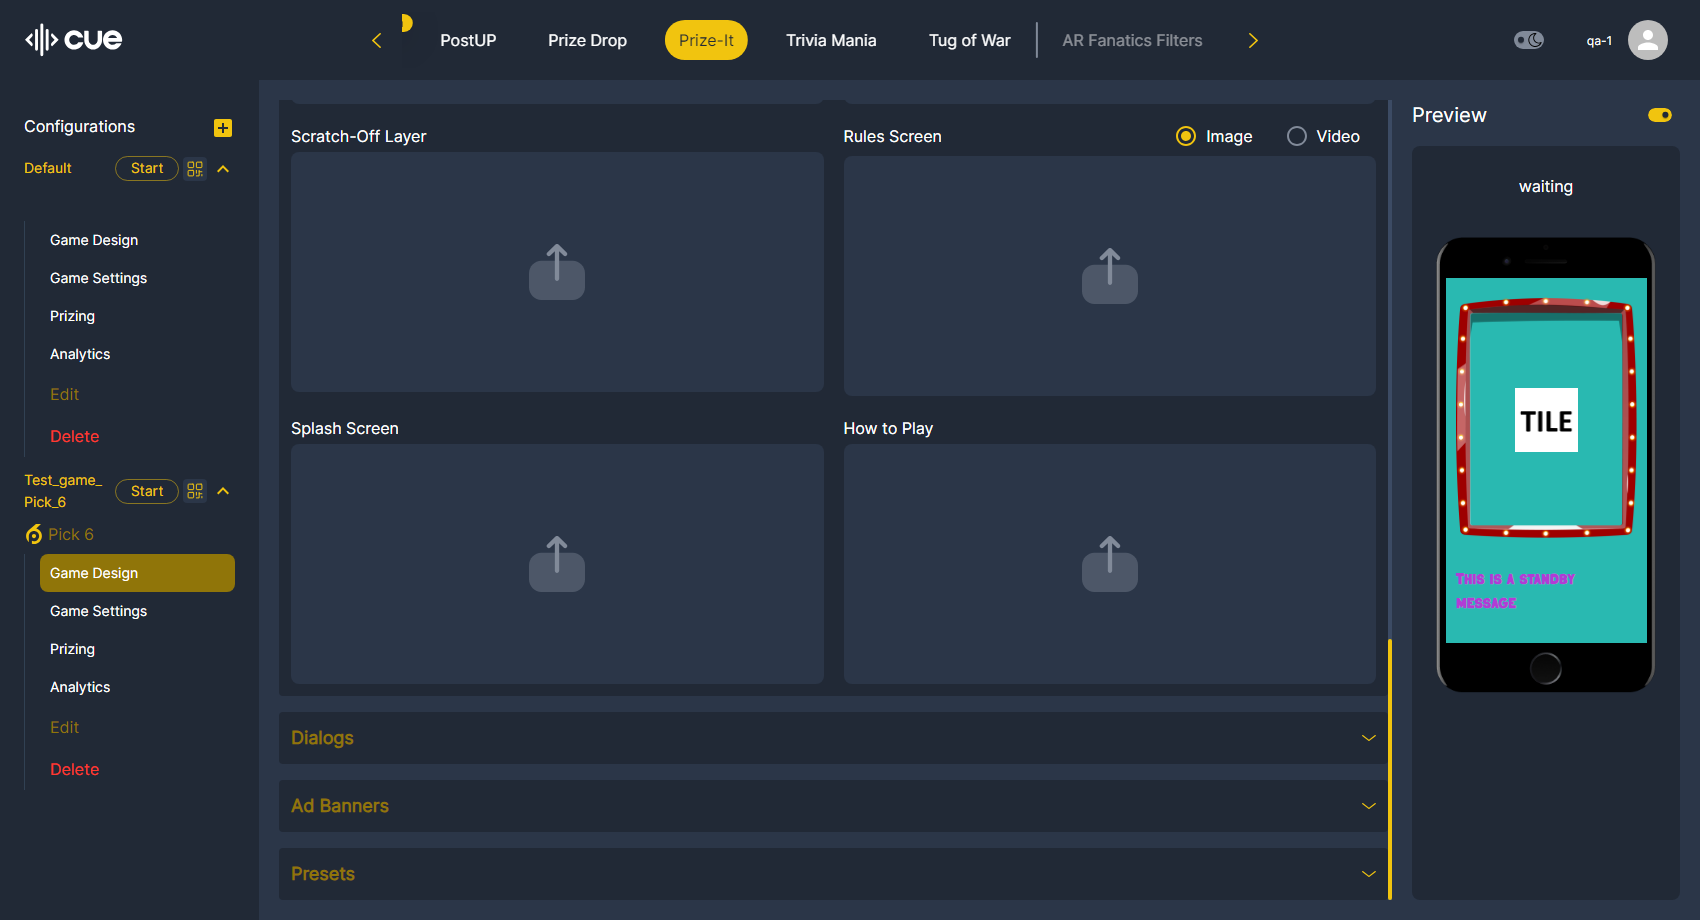 cue
PostUP
Prize Drop
Prize-It
Trivia Mania
Tug of War
AR Fanatics Filters
qa-1
Configurations
Default
Start
Game Design
Game Settings
Prizing
Analytics
Edit
Delete
Test_game_
Pick_6
Start
Pick 6
Game Design
Game Settings
Prizing
Analytics
Edit
Delete
Scratch-Off Layer
Rules Screen
Image
Video
Splash Screen
How to Play
Dialogs
Ad Banners
Presets
Preview
waiting
TILE
THIS IS A STANDBY
MESSAGE